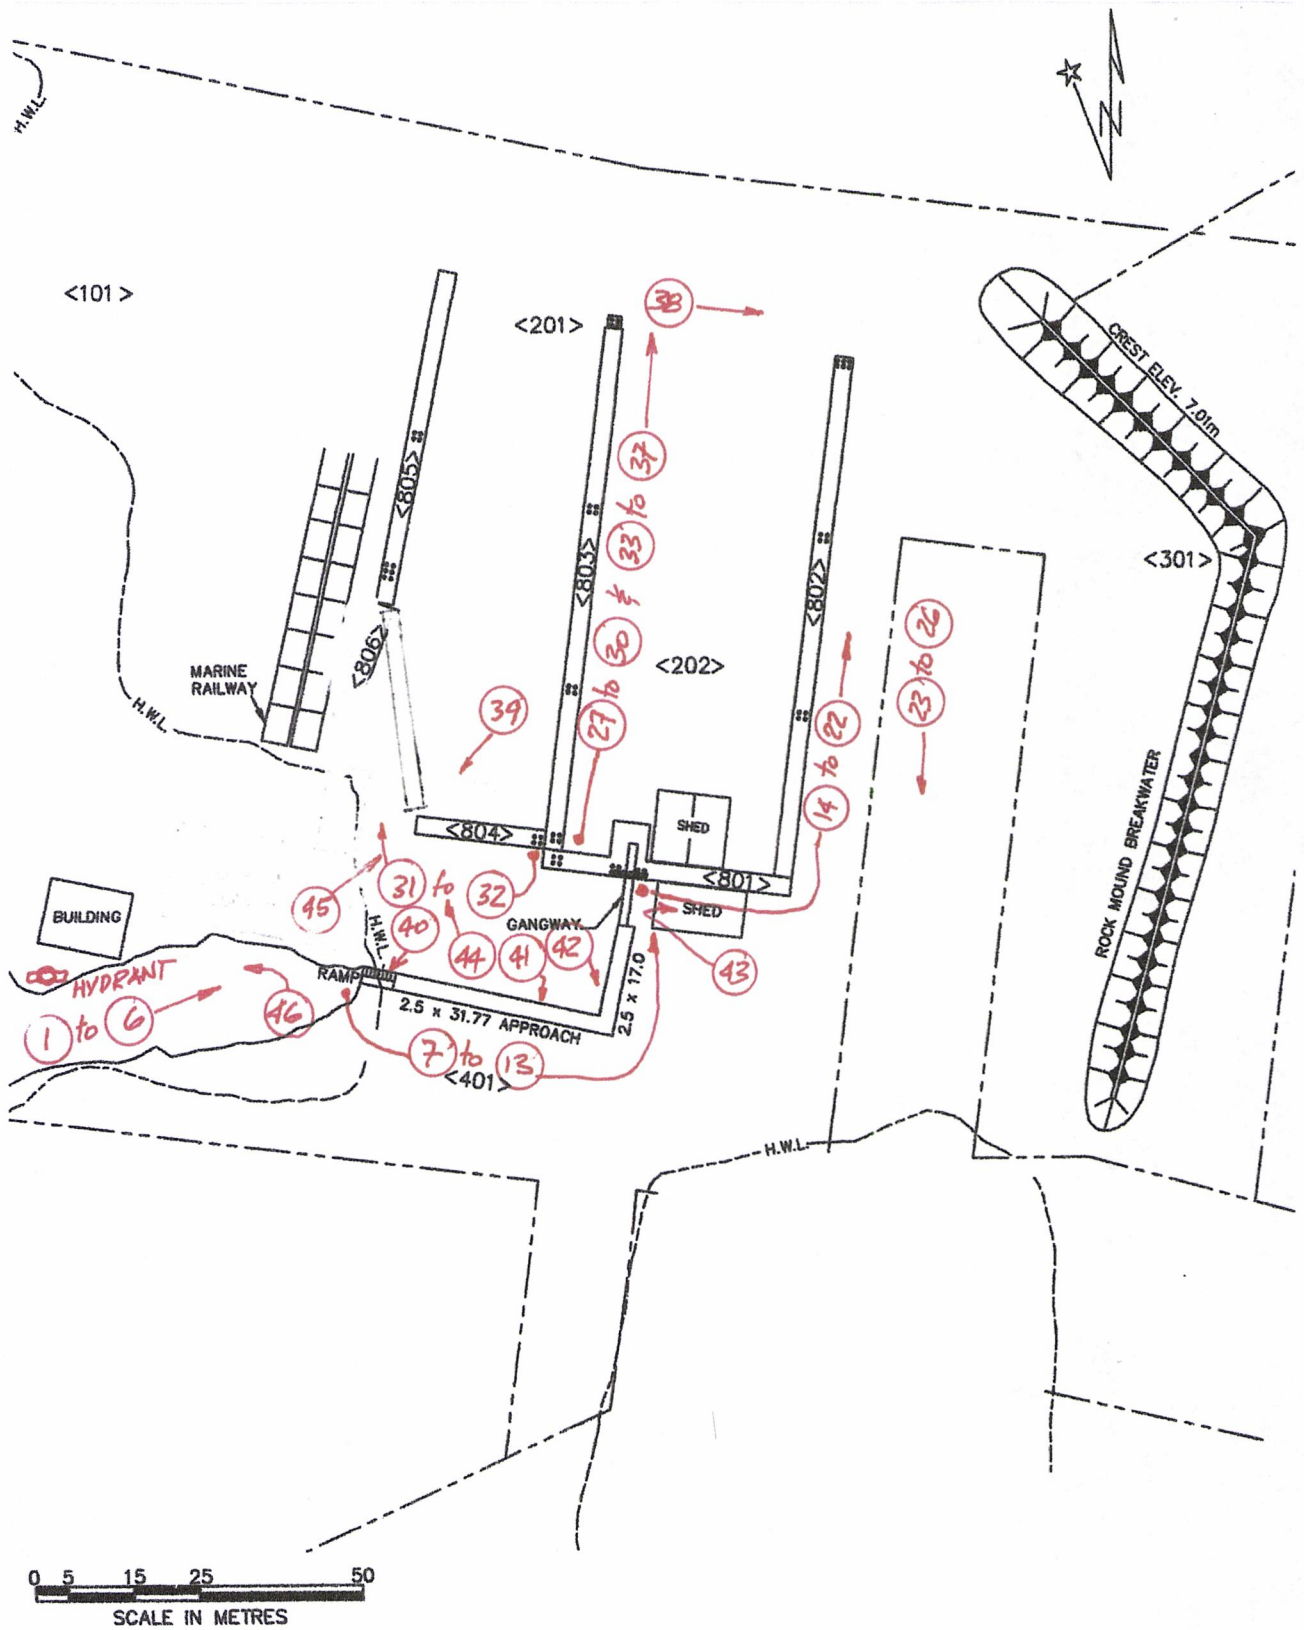 H.W.L.
<101>
<201>
38
CREST ELEV. 7.01m
<805>
37
to
33
&
<803>
30
to
27
<802>
<301>
26
to
23
<806>
<202>
MARINE
RAILWAY
H.W.L.
39
22
to
14
ROCK MOUND BREAKWATER
SHED
<804>
<801>
31 to
32
45
40
SHED
GANGWAY
BUILDING
H.W.L.
44
41
42
43
HYDRANT
RAMP
2.5 x 17.0
1 to 6
46
2.5 x 31.77 APPROACH
7 to 13
<401>
H.W.L.
0 5 15 25 50
SCALE IN METRES
N